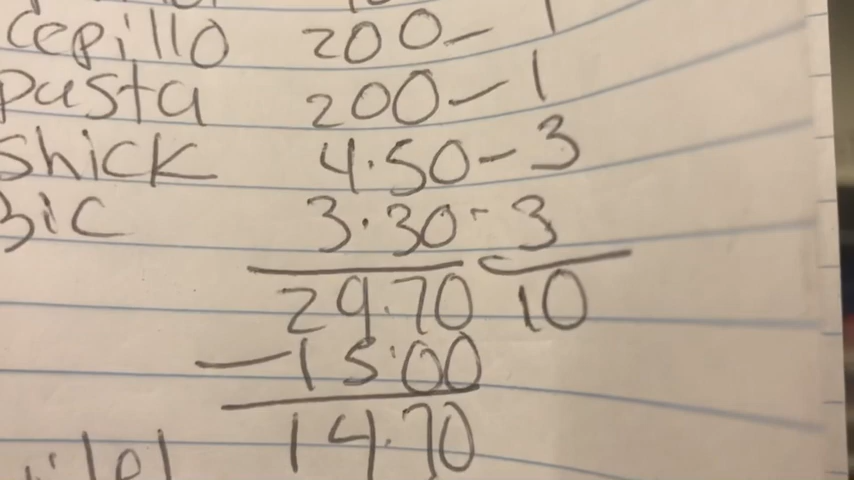 Cepillo 200 - 1
Pasta 200 - 1
Shick 4.50 - 3
Bic 3.30 - 3
29.70 10
- 15.00
14.70